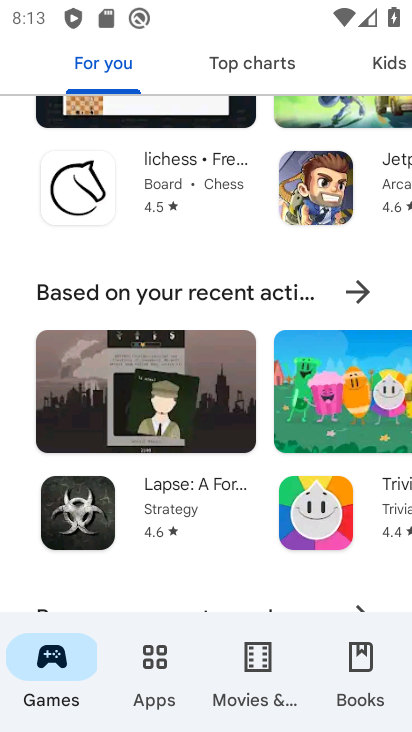 8:13
For you
Top charts
Kids
lichess • Fre...
Board • Chess
4.5 ★
Jetp
Arca
4.6 ★
Based on your recent acti...
Lapse: A For...
Strategy
4.6 ★
Trivi
Trivia
4.4 ★
Games
Apps
Movies &...
Books